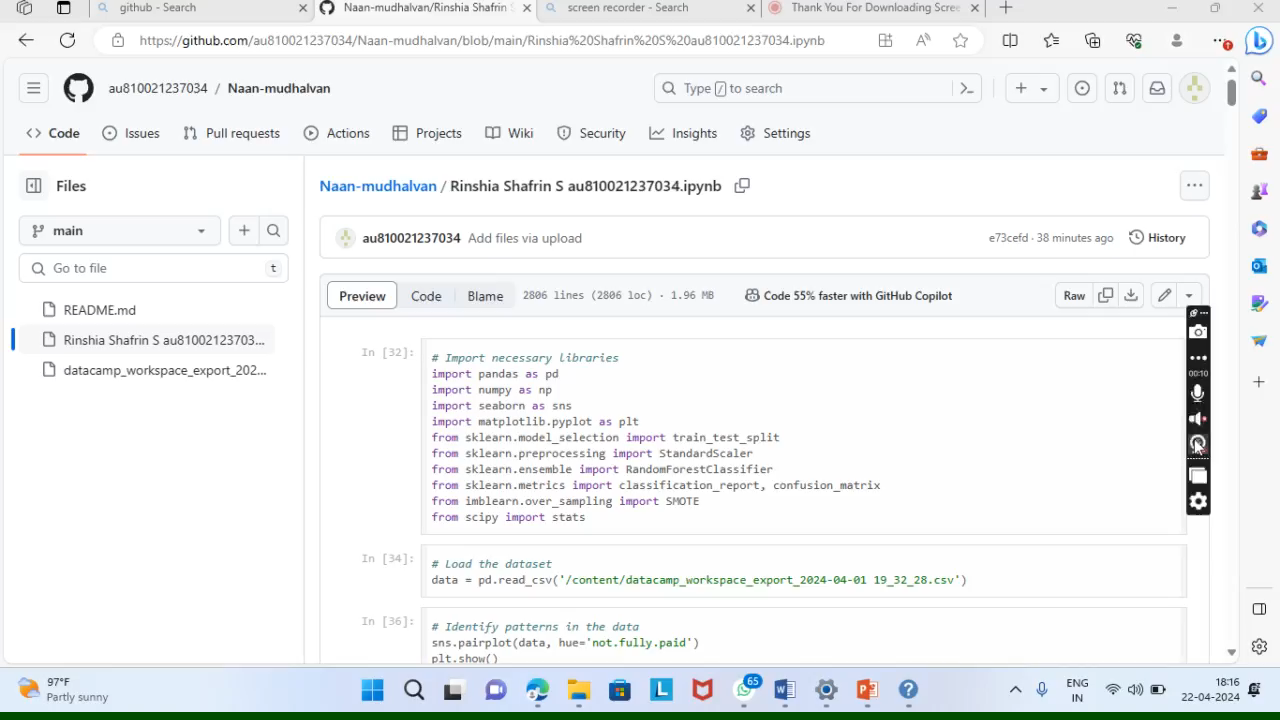 github - Search
Naan-mudhalvan/Rinshia Shafrin S
screen recorder - Search
Thank You For Downloading Scree
https://github.com/au810021237034/Naan-mudhalvan/blob/main/Rinshia%20Shafrin%20S%20au810021237034.ipynb
au810021237034 / Naan-mudhalvan
Type / to search
Code
Issues
Pull requests
Actions
Projects
Wiki
Security
Insights
Settings
Files
Naan-mudhalvan / Rinshia Shafrin S au810021237034.ipynb
main
au810021237034 Add files via upload
e73cefd · 38 minutes ago
History
Go to file
t
Preview
Code
Blame
2806 lines (2806 loc) · 1.96 MB
Code 55% faster with GitHub Copilot
Raw
README.md
Rinshia Shafrin S au81002123703...
datacamp_workspace_export_202...
00:10
In [32]:
# Import necessary libraries
import pandas as pd
import numpy as np
import seaborn as sns
import matplotlib.pyplot as plt
from sklearn.model_selection import train_test_split
from sklearn.preprocessing import StandardScaler
from sklearn.ensemble import RandomForestClassifier
from sklearn.metrics import classification_report, confusion_matrix
from imblearn.over_sampling import SMOTE
from scipy import stats
In [34]:
# Load the dataset
data = pd.read_csv('/content/datacamp_workspace_export_2024-04-01 19_32_28.csv')
In [36]:
# Identify patterns in the data
sns.pairplot(data, hue='not.fully.paid')
plt.show()
97°F
Partly sunny
65
ENG
IN
18:16
22-04-2024